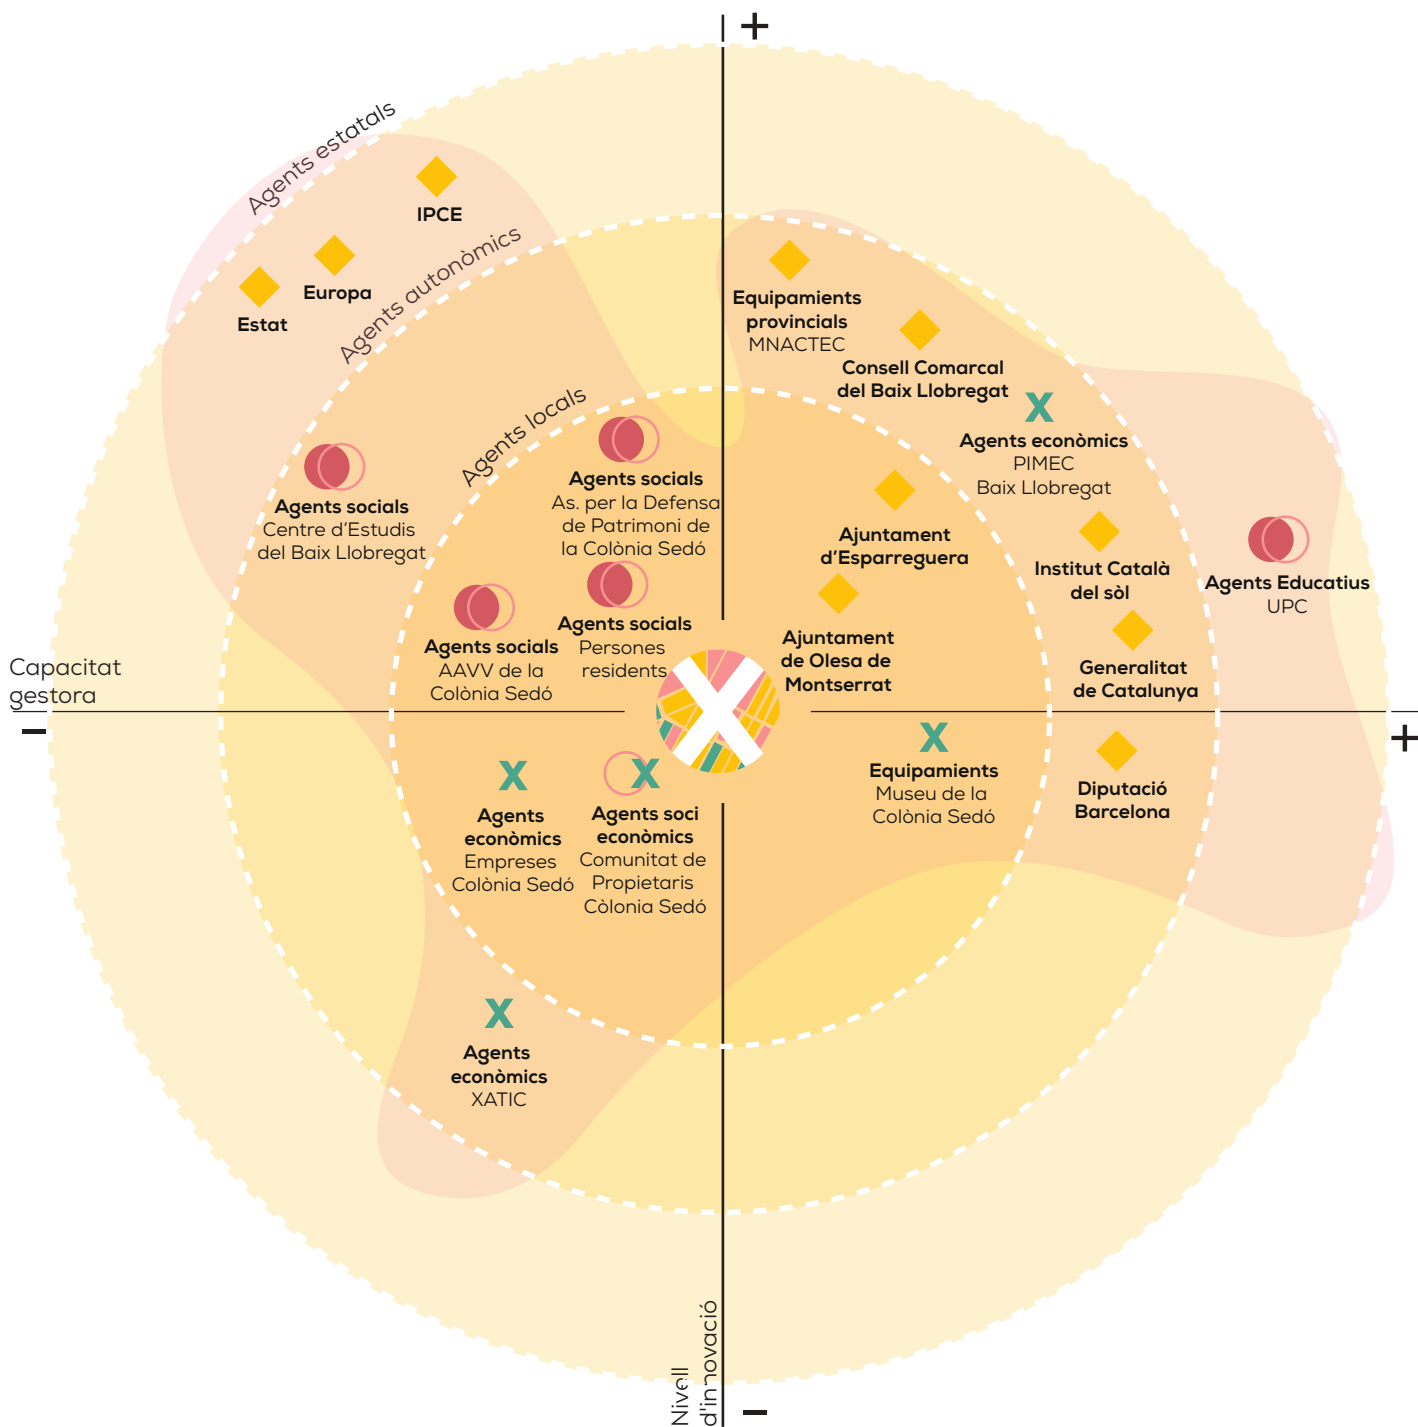 +
Agents estatals
IPCE
Europa
Estat
Agents autonòmics
Equipaments
provincials
MNACTEC
Consell Comarcal
del Baix Llobregat
X
Agents econòmics
PIMEC
Baix Llobregat
Agents locals
Agents socials
As. per la Defensa
de Patrimoni de
la Colònia Sedó
Agents socials
Centre d'Estudis
del Baix Llobregat
Ajuntament
d'Esparreguera
Institut Català
del sòl
Agents Educatius
UPC
Agents socials
Persones
residents
Agents socials
AAVV de la
Colònia Sedó
Ajuntament
de Olesa de
Montserrat
Generalitat
de Catalunya
Capacitat
gestora
–
X
+
X
Equipaments
Museu de la
Colònia Sedó
Diputació
Barcelona
X
Agents
econòmics
Empreses
Colònia Sedó
X
Agents soci
econòmics
Comunitat de
Propietaris
Còlonia Sedó
X
Agents
econòmics
XATIC
Nivell
d'innovació
–